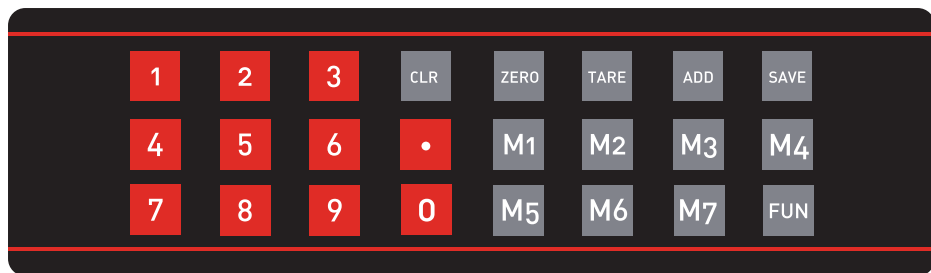 1 2 3 CLR ZERO TARE ADD SAVE
4 5 6 . M1 M2 M3 M4
7 8 9 0 M5 M6 M7 FUN